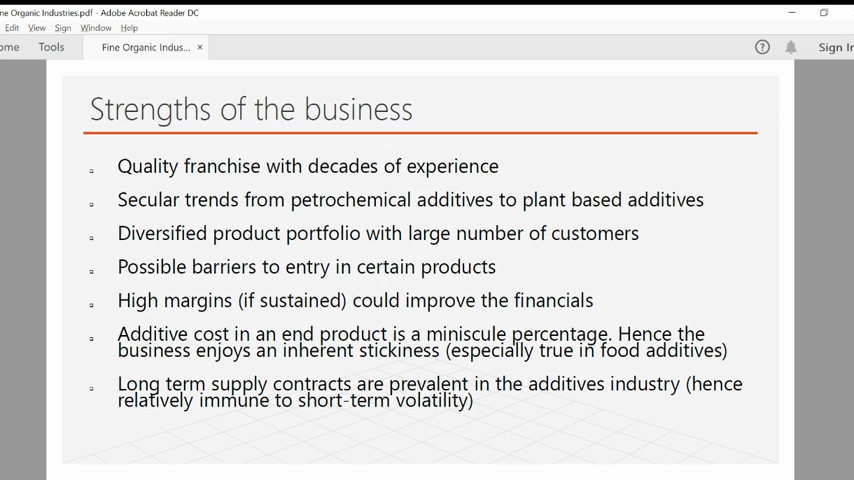 ne Organic Industries.pdf - Adobe Acrobat Reader DC
Edit View Sign Window Help
ome Tools Fine Organic Indus... × ? Sign In
Strengths of the business
Quality franchise with decades of experience
Secular trends from petrochemical additives to plant based additives
Diversified product portfolio with large number of customers
Possible barriers to entry in certain products
High margins (if sustained) could improve the financials
Additive cost in an end product is a miniscule percentage. Hence the
business enjoys an inherent stickiness (especially true in food additives)
Long term supply contracts are prevalent in the additives industry (hence
relatively immune to short-term volatility)